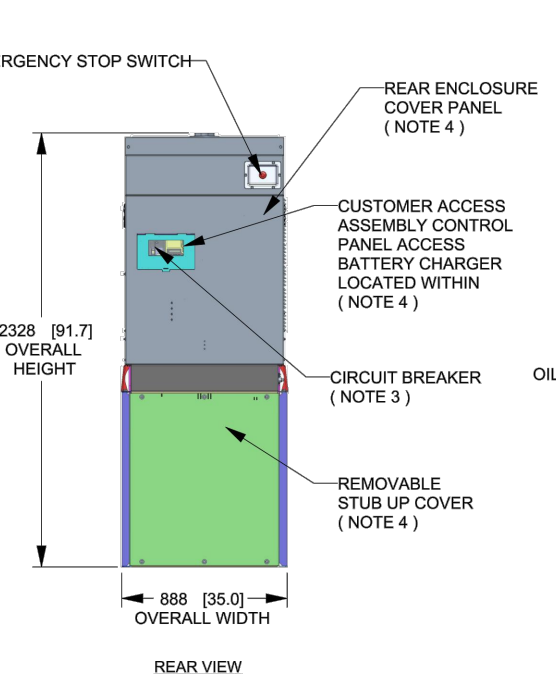 ERGENCY STOP SWITCH
REAR ENCLOSURE
COVER PANEL
( NOTE 4 )
CUSTOMER ACCESS
ASSEMBLY CONTROL
PANEL ACCESS
BATTERY CHARGER
LOCATED WITHIN
( NOTE 4 )
2328 [91.7]
OVERALL
HEIGHT
CIRCUIT BREAKER
( NOTE 3 )
OIL
REMOVABLE
STUB UP COVER
( NOTE 4 )
888 [35.0]
OVERALL WIDTH
REAR VIEW